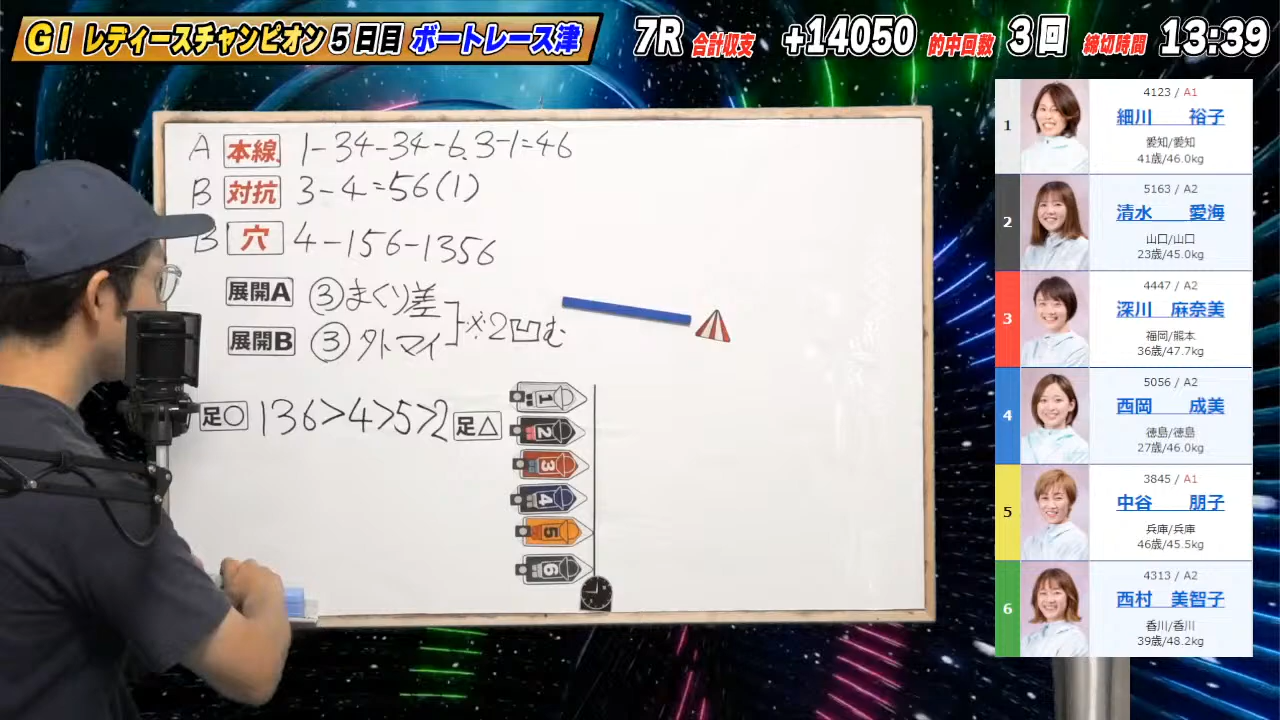 GI レディースチャンピオン 5日目 ボートレース津
7R 合計収支 +14050 的中回数 3回 締切時間 13:39
A 本線 1-34-34-6、3-1=46
B 対抗 3-4=56(1)
B 穴 4-156-1356
展開A ③まくり差
展開B ③外マイ
※2凹む
足○ 136>4>5>2 足△
1
2
3
4
5
6
1
4123 / A1
細川 裕子
愛知/愛知
41歳/46.0kg
2
5163 / A2
清水 愛海
山口/山口
23歳/45.0kg
3
4447 / A2
深川 麻奈美
福岡/熊本
36歳/47.7kg
4
5056 / A2
西岡 成美
徳島/徳島
27歳/46.0kg
5
3845 / A1
中谷 朋子
兵庫/兵庫
46歳/45.5kg
6
4313 / A2
西村 美智子
香川/香川
39歳/48.2kg